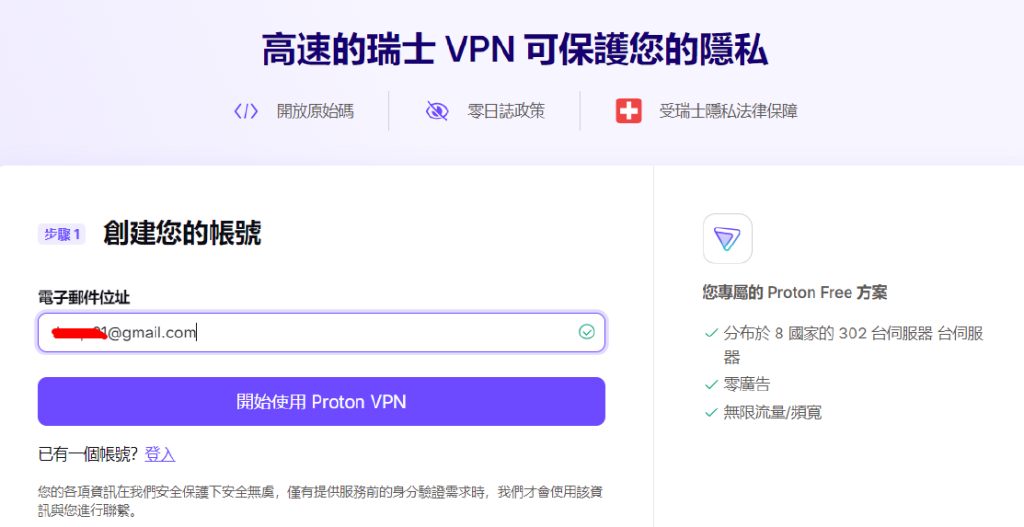 高速的瑞士 VPN 可保護您的隱私
開放原始碼
零日誌政策
受瑞士隱私法律保障
步驟 1
創建您的帳號
電子郵件位址
1@gmail.com
開始使用 Proton VPN
已有一個帳號? 登入
您的各項資訊在我們安全保護下安全無虞，僅有提供服務前的身分驗證需求時，我們才會使用該資
訊與您進行聯繫。
您專屬的 Proton Free 方案
分布於 8 國家的 302 台伺服器 台伺服
器
零廣告
無限流量/頻寬